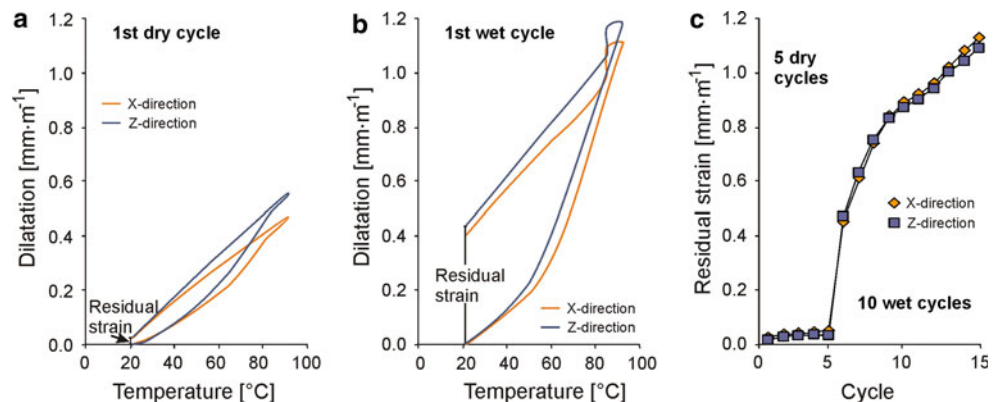 a
1st dry cycle
Dilatation [mm·m⁻¹]
1.2
1.0
0.8
0.6
0.4
0.2
0.0
X-direction
Z-direction
Residual
strain
0
20
40
60
80
100
Temperature [°C]
b
1st wet cycle
Dilatation [mm·m⁻¹]
1.2
1.0
0.8
0.6
0.4
0.2
0.0
Residual
strain
X-direction
Z-direction
0
20
40
60
80
100
Temperature [°C]
c
5 dry
cycles
Residual strain [mm·m⁻¹]
1.2
1.0
0.8
0.6
0.4
0.2
0.0
X-direction
Z-direction
10 wet cycles
0
5
10
15
Cycle